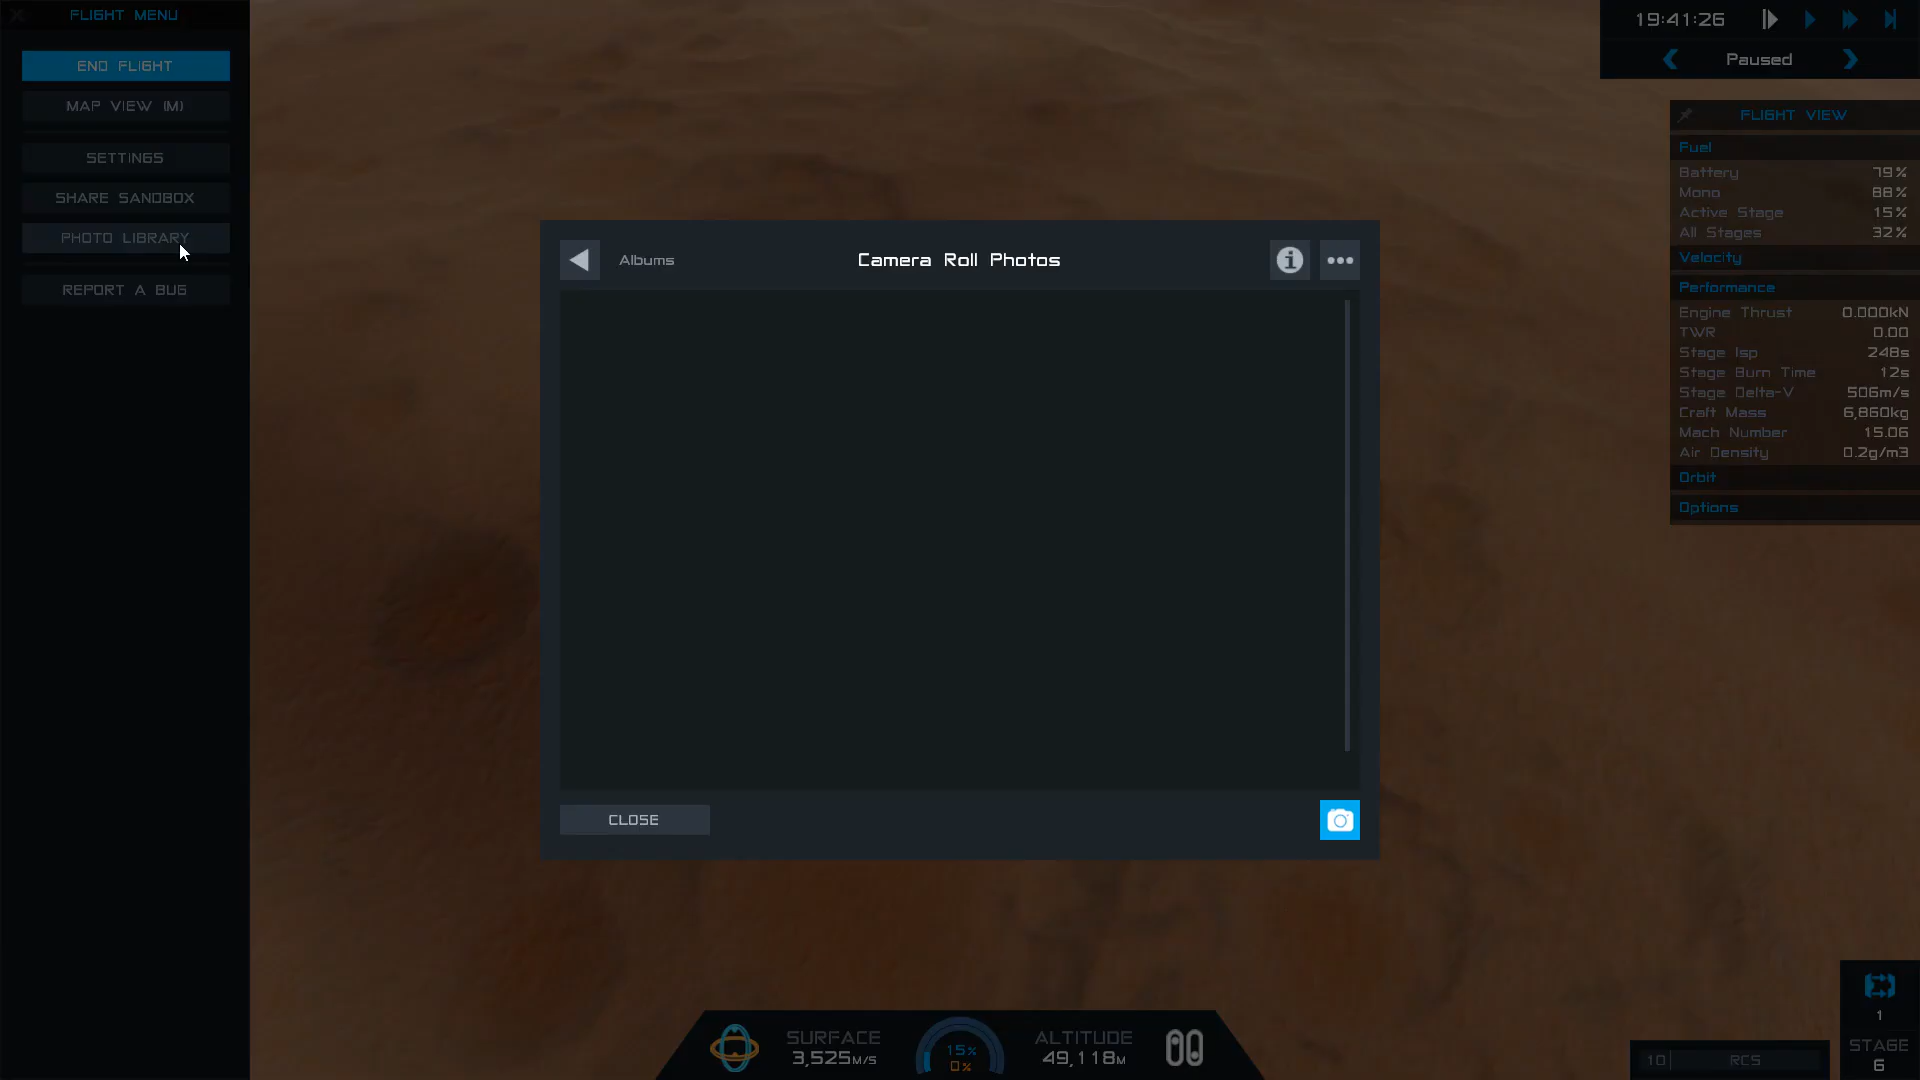 FLIGHT MENU
END FLIGHT
MAP VIEW (M)
SETTINGS
SHARE SANDBOX
PHOTO LIBRARY
REPORT A BUG
Albums
Camera Roll Photos
CLOSE
19:41:26
Paused
FLIGHT VIEW
Fuel
Battery 79%
Mono 88%
Active Stage 15%
All Stages 32%
Velocity
Performance
Engine Thrust 0.000kN
TWR 0.00
Stage Isp 248s
Stage Burn Time 12s
Stage Delta-V 506m/s
Craft Mass 6,860kg
Mach Number 15.06
Air Density 0.2g/m3
Orbit
Options
SURFACE
3,525M/S
15%
0%
ALTITUDE
49,118M
10 RCS
1
STAGE
6